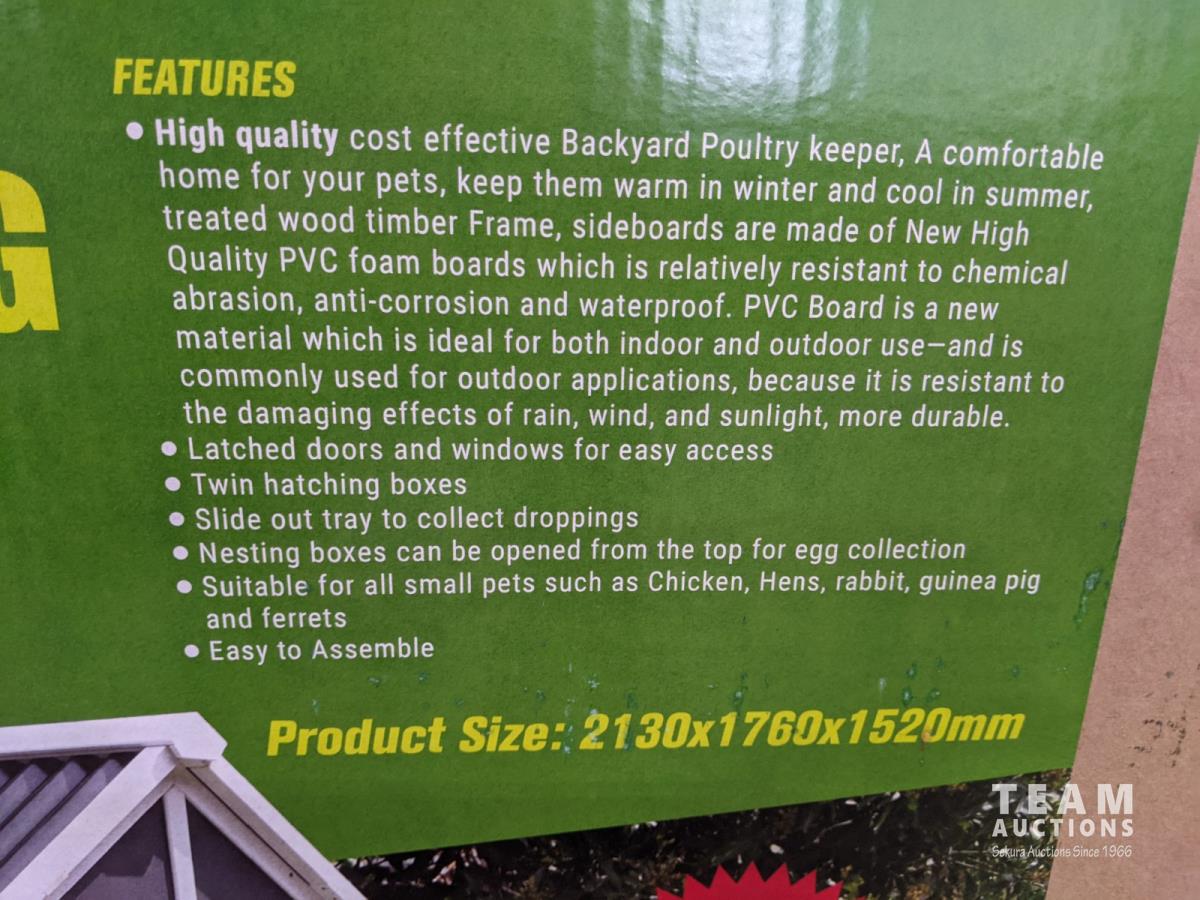 FEATURES
● High quality cost effective Backyard Poultry keeper, A comfortable
home for your pets, keep them warm in winter and cool in summer,
treated wood timber Frame, sideboards are made of New High
Quality PVC foam boards which is relatively resistant to chemical
abrasion, anti-corrosion and waterproof. PVC Board is a new
material which is ideal for both indoor and outdoor use—and is
commonly used for outdoor applications, because it is resistant to
the damaging effects of rain, wind, and sunlight, more durable.
● Latched doors and windows for easy access
● Twin hatching boxes
● Slide out tray to collect droppings
● Nesting boxes can be opened from the top for egg collection
● Suitable for all small pets such as Chicken, Hens, rabbit, guinea pig
and ferrets
● Easy to Assemble
G
Product Size: 2130x1760x1520mm
TEAM
AUCTIONS
Sekura Auctions Since 1966